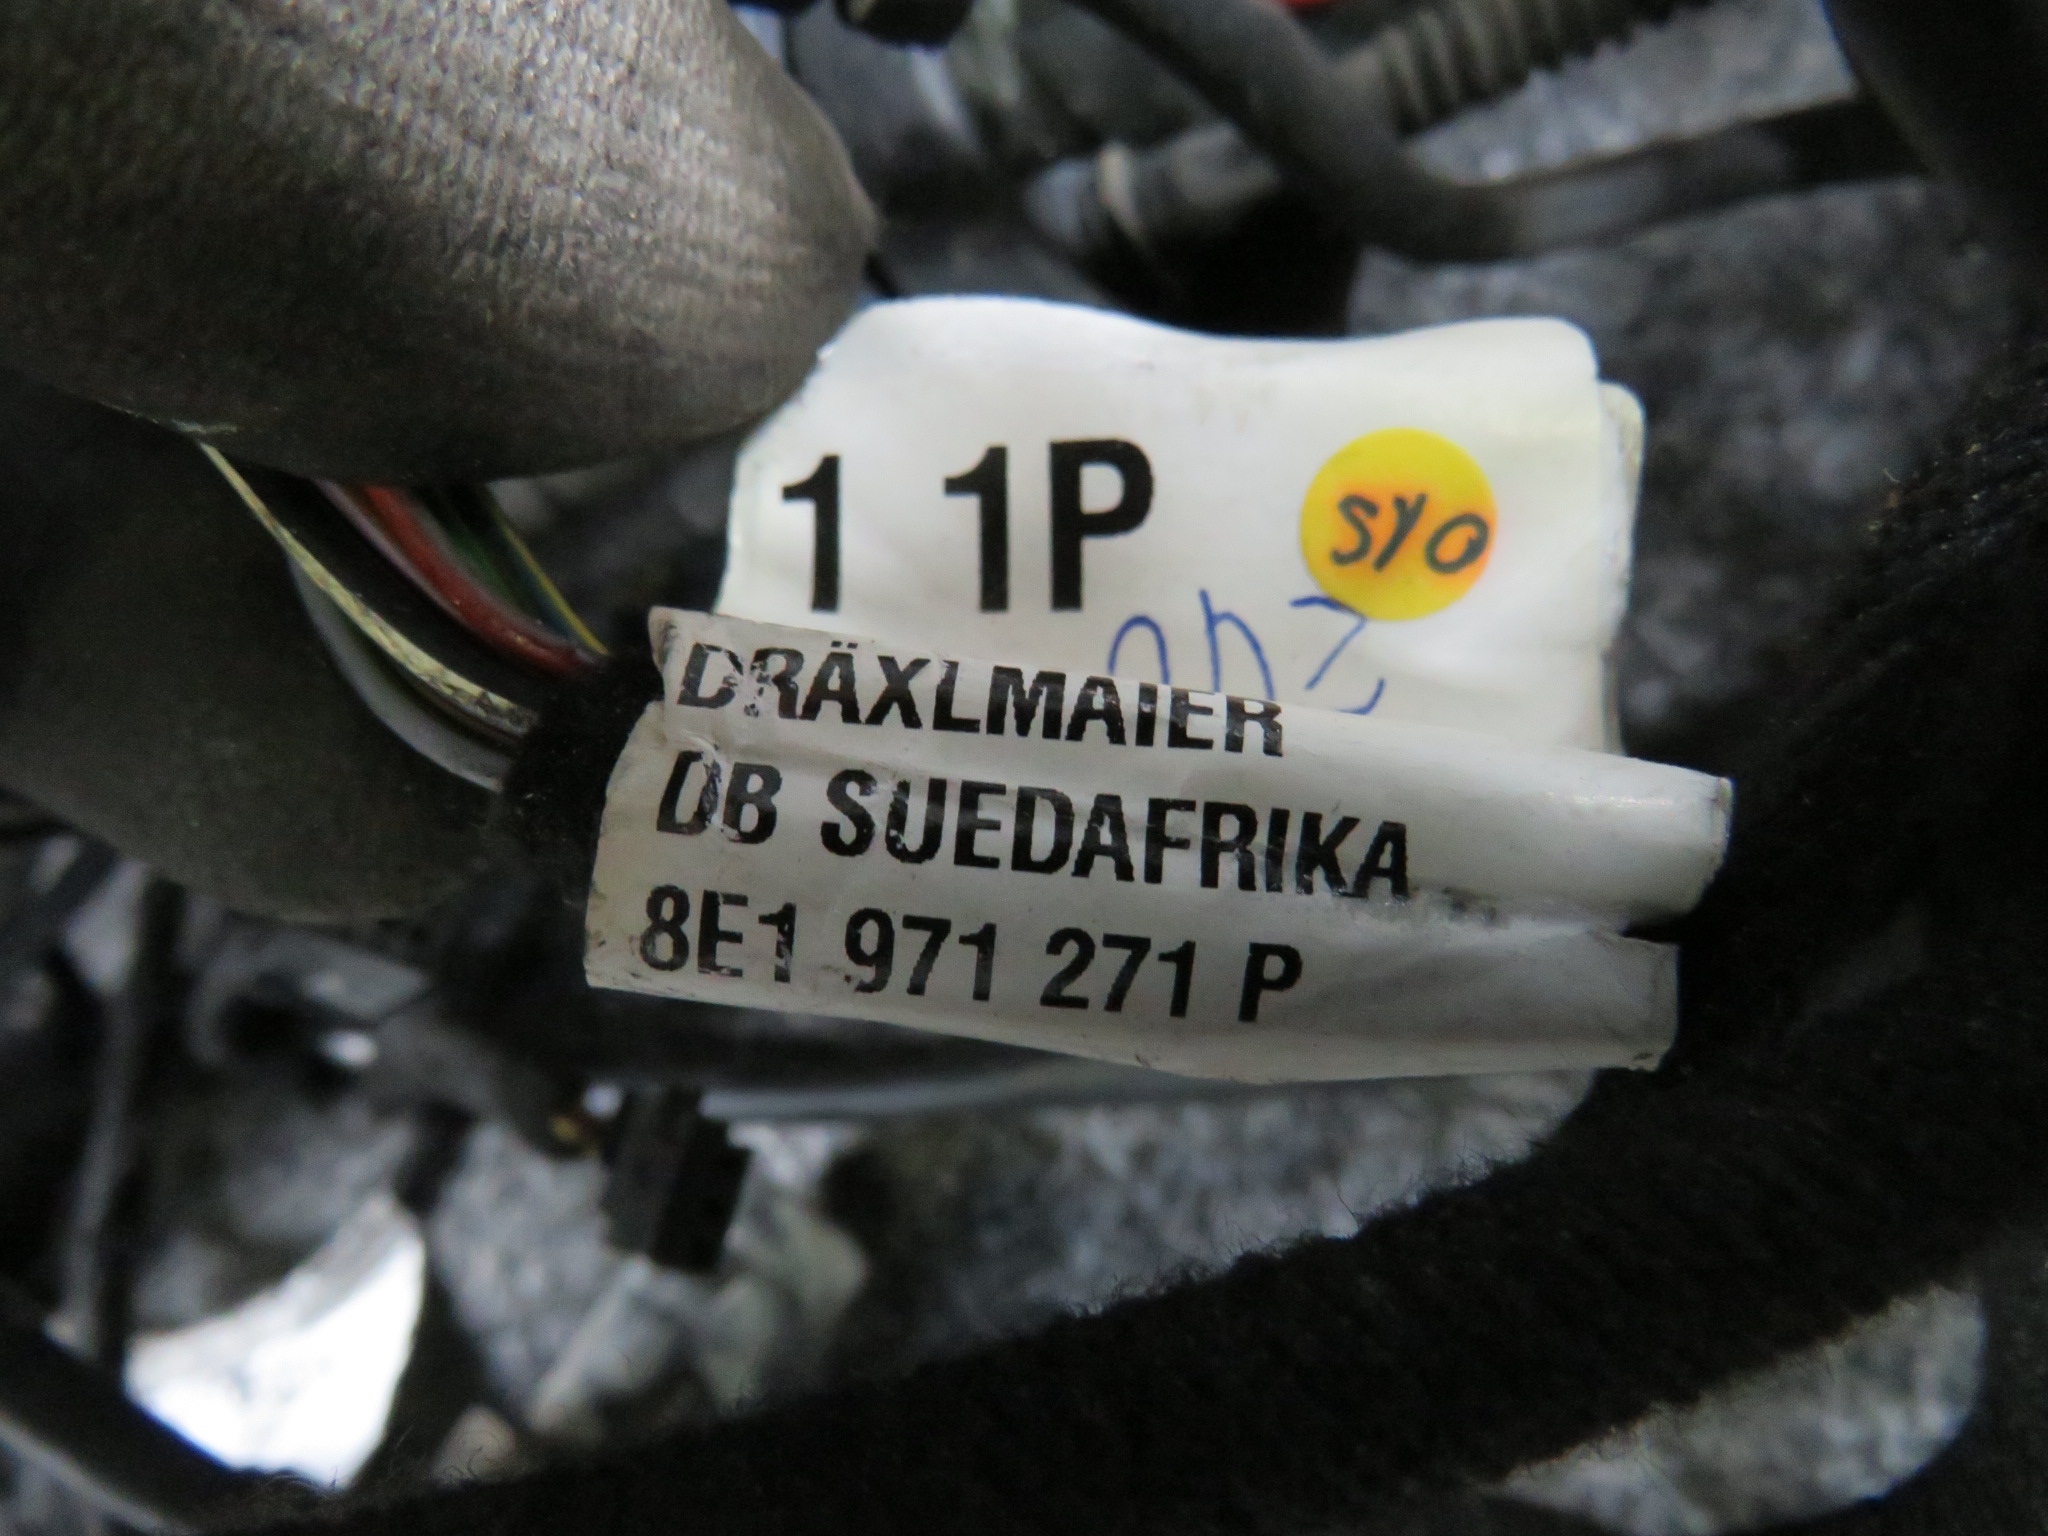 1 1P
SYO
DRÄXLMAIER
DB SUEDAFRIKA
8E1 971 271 P